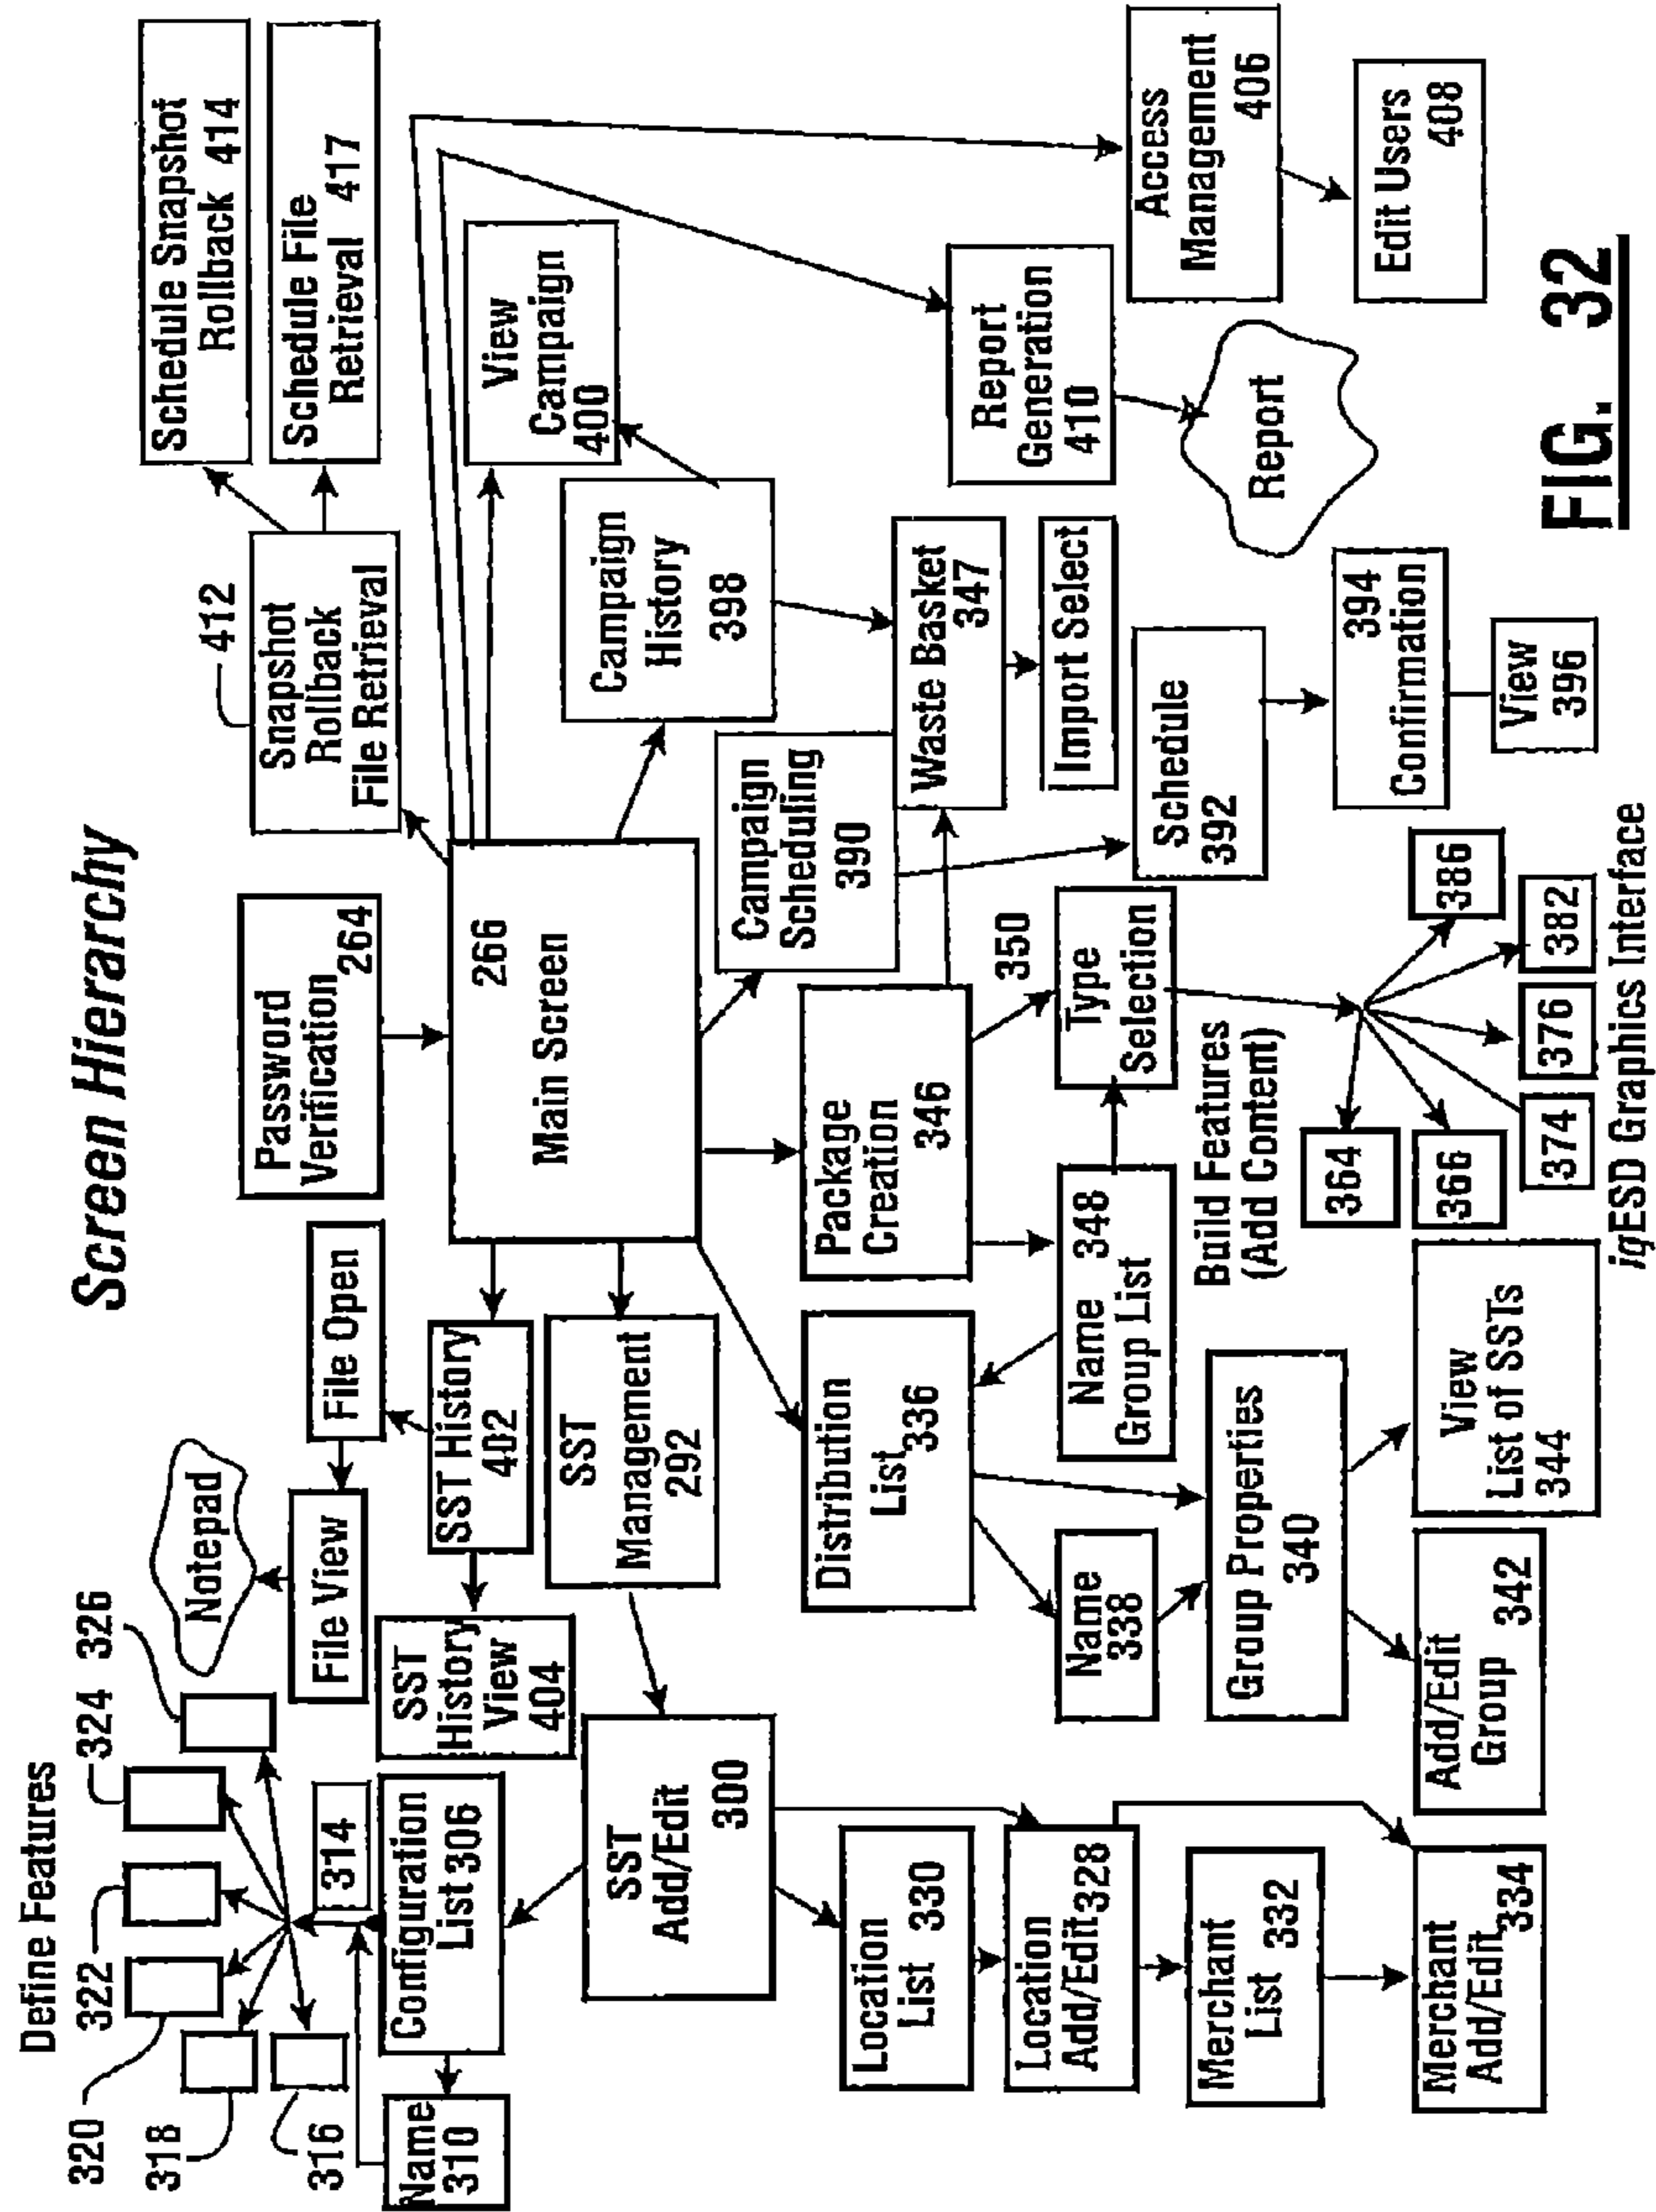 Screen Hierarchy
Define Features
320
322
324
326
318
316
314
Name
310
Configuration
List 306
Notepad
File View
File Open
SST
History
View
404
SST History
402
SST
Management
292
SST
Add/Edit
300
Location
List 330
Location
Add/Edit 328
Merchant
List 332
Merchant
Add/Edit 334
Password
Verification
264
266
Main Screen
412
Snapshot
Rollback
File Retrieval
Schedule Snapshot
Rollback 414
Schedule File
Retrieval 417
View
Campaign
400
Campaign
History
398
Campaign
Scheduling
390
Waste Basket
347
Import Select
Schedule
392
394
Confirmation
View
396
Report
Generation
410
Report
Access
Management
406
Edit Users
408
Distribution
List 336
Name
338
Group Properties
340
Add/Edit
Group 342
View
List of SSTs
344
Package
Creation
346
Name 348
Group List
350
Type
Selection
Build Features
(Add Content)
364
366
374
376
382
386
iqESD Graphics Interface
FIG. 32